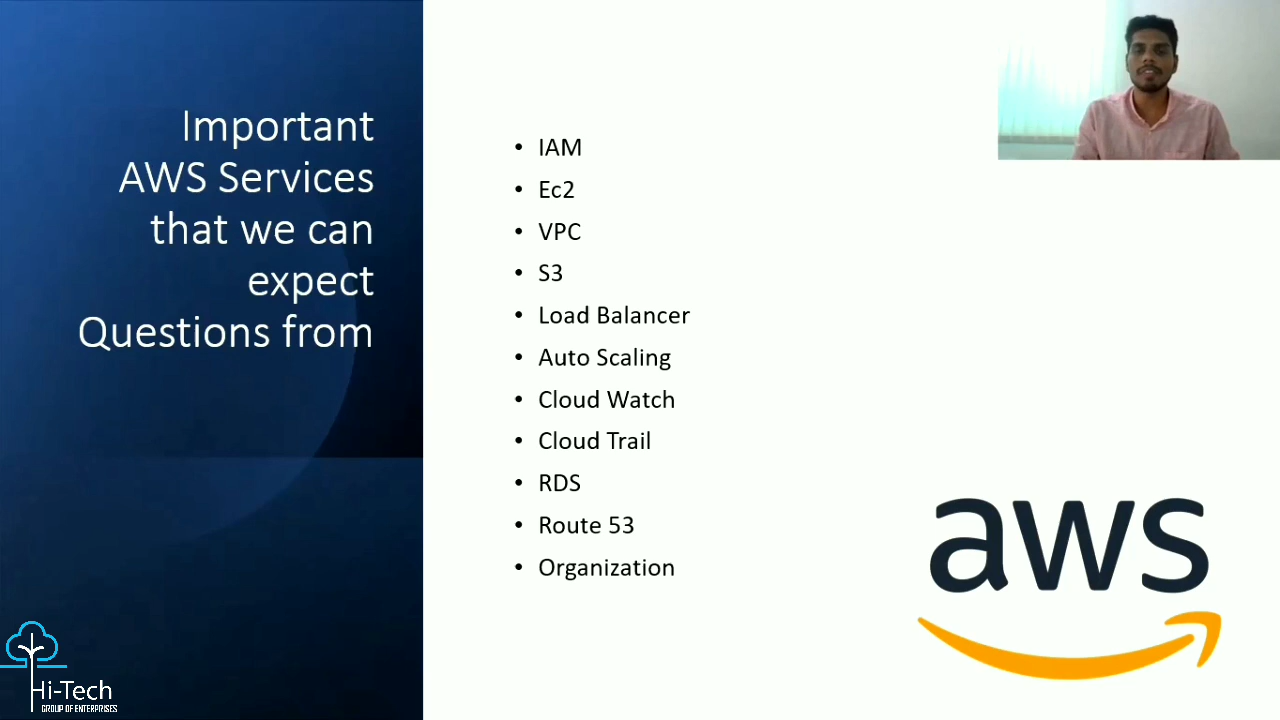 Important
AWS Services
that we can
expect
Questions from
• IAM
• Ec2
• VPC
• S3
• Load Balancer
• Auto Scaling
• Cloud Watch
• Cloud Trail
• RDS
• Route 53
• Organization
aws
Hi-Tech
GROUP OF ENTERPRISES